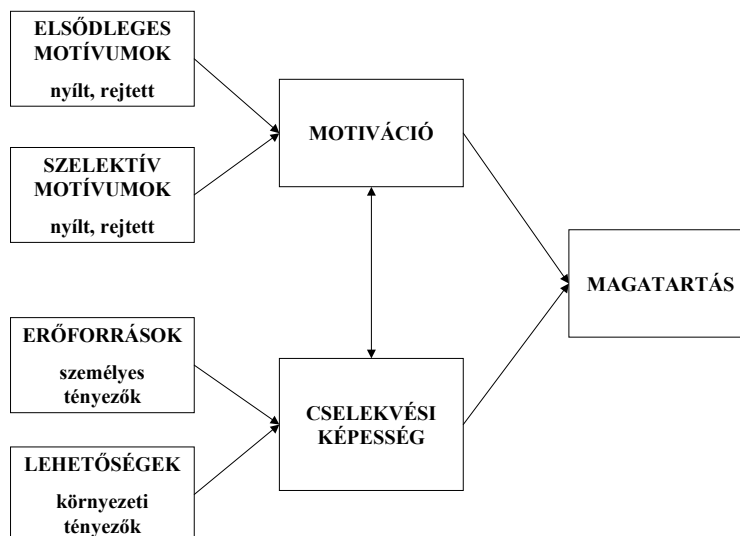 ELSŐDLEGES
MOTÍVUMOK
nyílt, rejtett
SZELEKTÍV
MOTÍVUMOK
nyílt, rejtett
MOTIVÁCIÓ
MAGATARTÁS
ERŐFORRÁSOK
személyes
tényezők
CSELEKVÉSI
KÉPESSÉG
LEHETŐSÉGEK
környezeti
tényezők